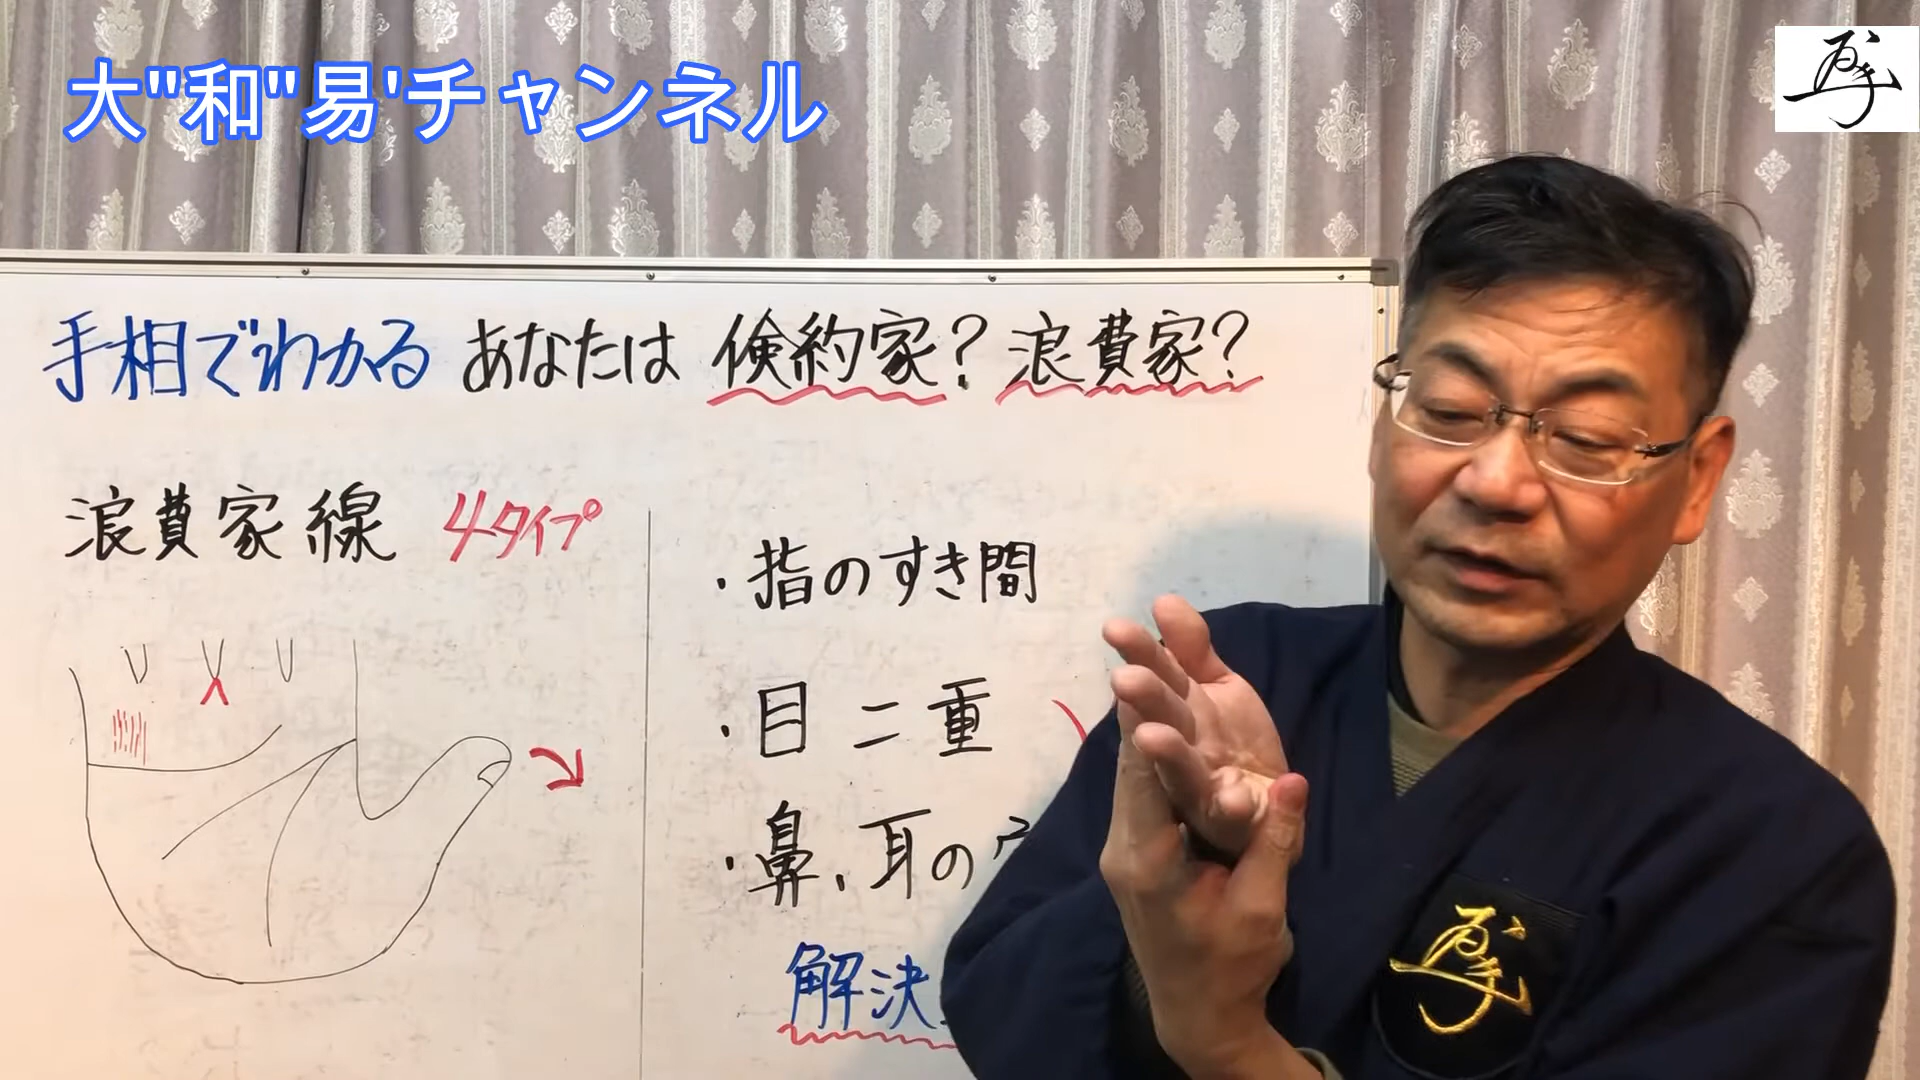 大"和"易'チャンネル
手相でわかる あなたは 倹約家? 浪費家?
浪費家線 4タイプ
・指のすき間
・目 二重
・鼻、耳の
解決